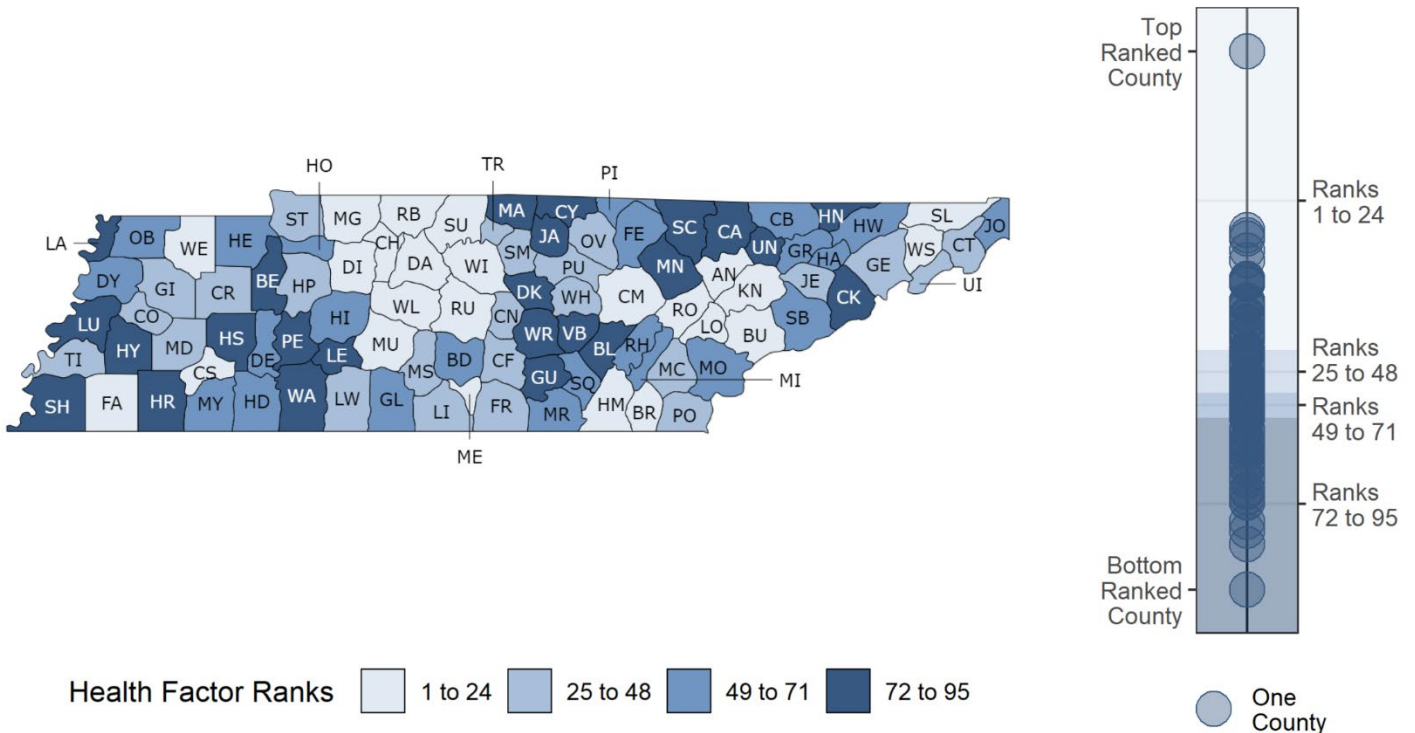 HO
TR
PI
LA
OB
WE
HE
ST
MG
RB
SU
MA
CY
JA
OV
FE
SC
CA
CB
HN
HW
SL
JO
CH
SM
MN
UN
GR
HA
WS
CT
DY
GI
CR
BE
HP
DI
DA
WI
PU
AN
KN
JE
GE
UI
LU
CO
HI
WL
RU
CN
DK
WH
CM
RO
LO
BU
SB
CK
TI
HY
MD
HS
DE
PE
LE
MU
MS
BD
CF
WR
VB
BL
RH
MC
MO
MI
CS
GU
SQ
SH
FA
HR
MY
HD
WA
LW
GL
LI
FR
MR
HM
BR
PO
ME
Top
Ranked
County
Ranks
1 to 24
Ranks
25 to 48
Ranks
49 to 71
Ranks
72 to 95
Bottom
Ranked
County
Health Factor Ranks
1 to 24
25 to 48
49 to 71
72 to 95
One
County